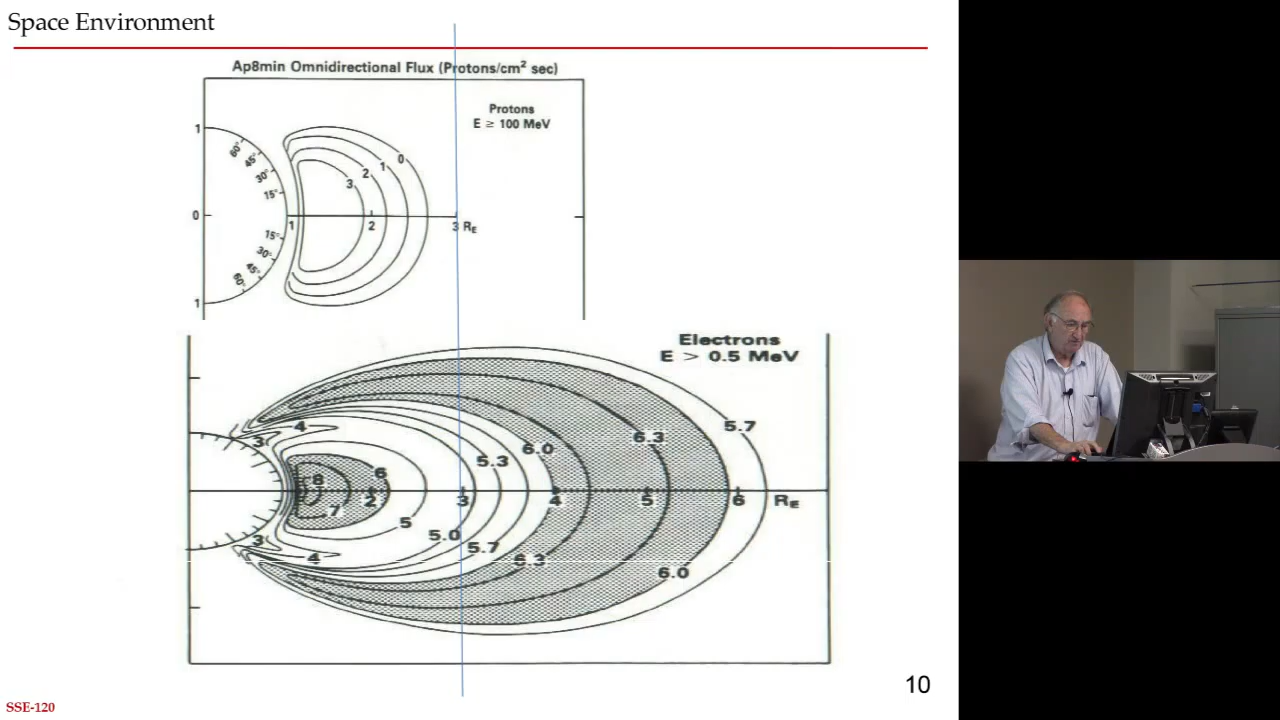 Space Environment
Ap8min Omnidirectional Flux (Protons/cm² sec)
Protons
E ≥ 100 MeV
1
60° 45° 30° 15°
3 2 1 0
0
1 2 3 RE
15° 30° 45° 60°
1
Electrons
E > 0.5 MeV
3 4
5.7
6.3
6.0
5.3
8 6
2 3 4 5 6 RE
7
5
5.0
5.7
3 4
6.3
6.0
10
SSE-120